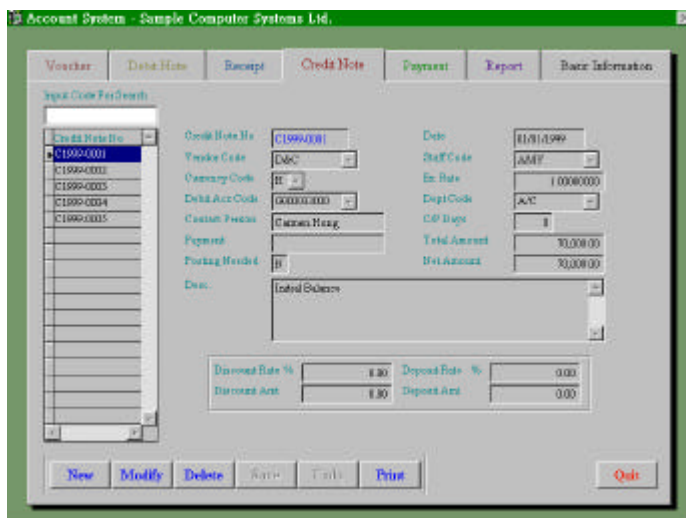 Account System - Sample Computer Systems Ltd.
Voucher Debit Note Receipt Credit Note Payment Report Basic Information
Input Code For Search
Credit Note No
C1999-0001
C1999-0002
C1999-0003
C1999-0004
C1999-0005
Credit Note No C1999-0001 Date 01/01/1999
Vendor Code D&C Staff Code AMY
Currency Code H Ex. Rate 1.00000000
Debit Acc Code G00003000 Dept Code A/C
Contact Person Carmen Hong C/P Days
Payment Total Amount 70,000.00
Posting Needed N Net Amount 70,000.00
Desc. Initial Balance
Discount Rate % 0.00 Deposit Rate % 0.00
Discount Amt 0.00 Deposit Amt 0.00
New Modify Delete Save Undo Print Quit